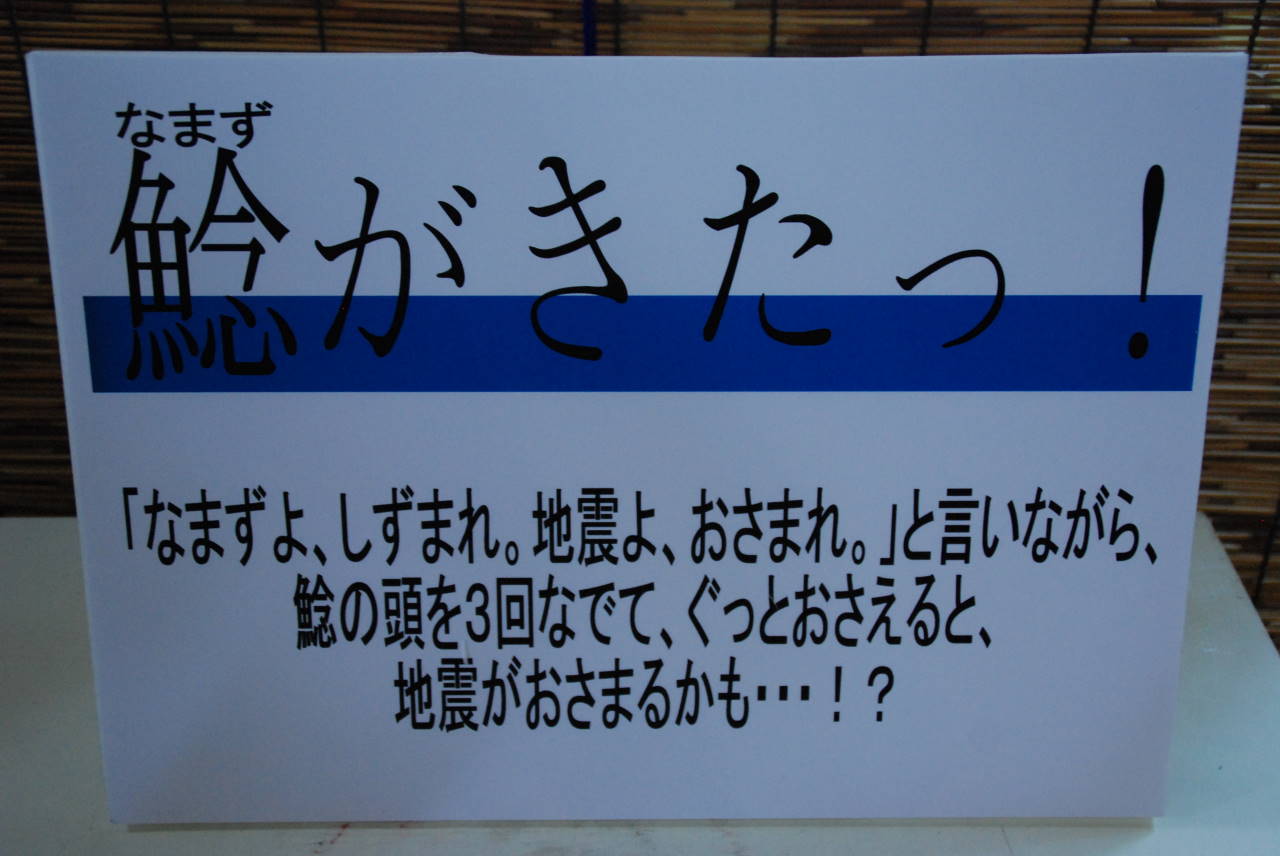 なまず
鯰がきたっ！
「なまずよ、しずまれ。地震よ、おさまれ。」と言いながら、
鯰の頭を3回なでて、ぐっとおさえると、
地震がおさまるかも・・・！？